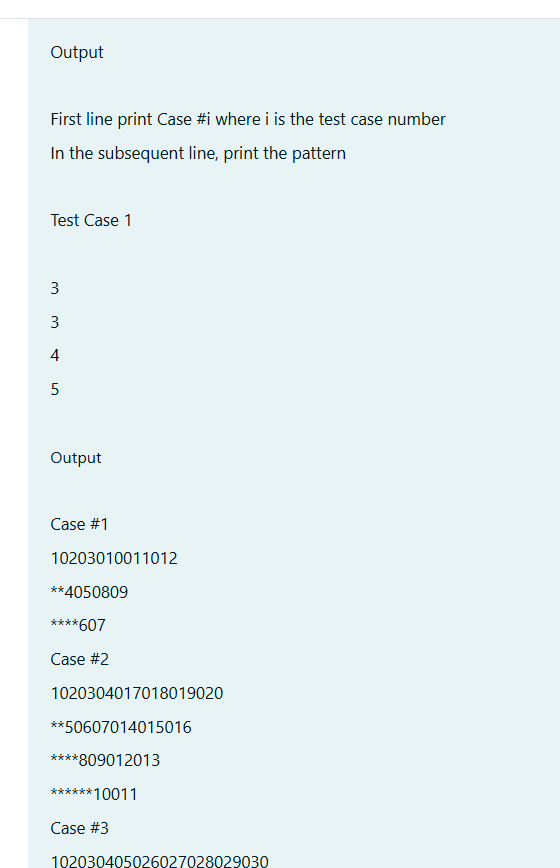 Output
First line print Case #i where i is the test case number
In the subsequent line, print the pattern
Test Case 1
3
3
4
5
Output
Case #1
10203010011012
**4050809
****607
Case #2
1020304017018019020
**50607014015016
****809012013
******10011
Case #3
102030405026027028029030